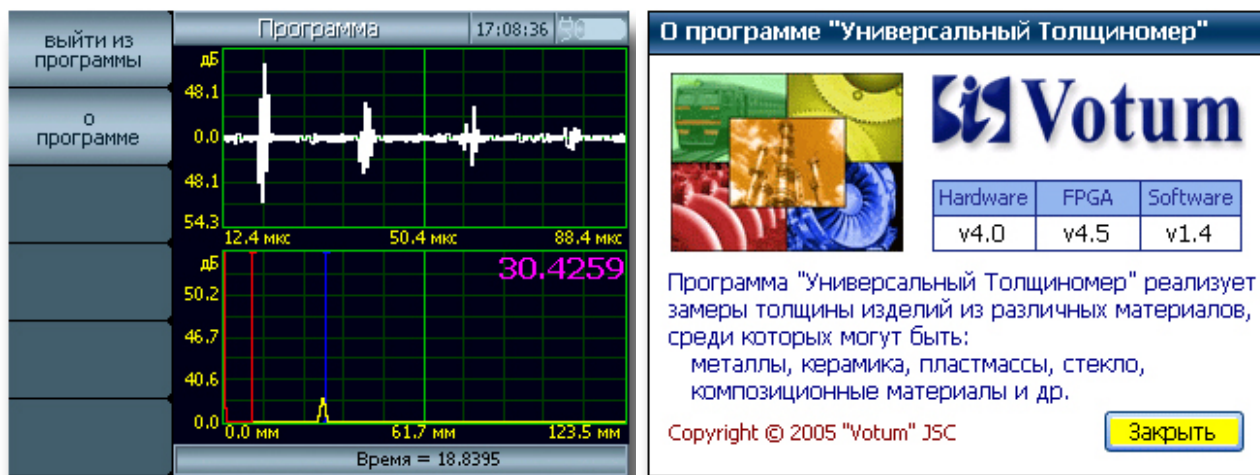 выйти из
программы
о
программе
Программа
17:08:36
дБ
48.1
0.0
48.1
54.3
12.4 мкс
50.4 мкс
88.4 мкс
дБ
30.4259
50.2
46.7
40.6
0.0
0.0 мм
61.7 мм
123.5 мм
Время = 18.8395
О программе "Универсальный Толщиномер"
Votum
Hardware FPGA Software
v4.0 v4.5 v1.4
Программа "Универсальный Толщиномер" реализует
замеры толщины изделий из различных материалов,
среди которых могут быть:
металлы, керамика, пластмассы, стекло,
композиционные материалы и др.
Copyright © 2005 "Votum" JSC
Закрыть